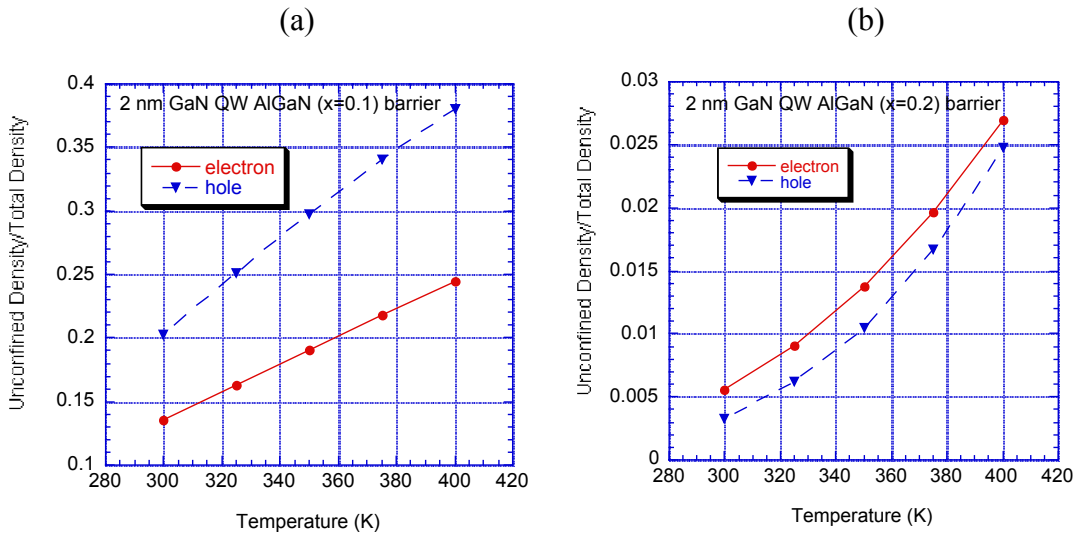 (a)
(b)
2 nm GaN QW AlGaN (x=0.1) barrier
electron
hole
Unconfined Density/Total Density
0.4
0.35
0.3
0.25
0.2
0.15
0.1
280 300 320 340 360 380 400 420
Temperature (K)
2 nm GaN QW AlGaN (x=0.2) barrier
electron
hole
Unconfined Density/Total Density
0.03
0.025
0.02
0.015
0.01
0.005
0
280 300 320 340 360 380 400 420
Temperature (K)